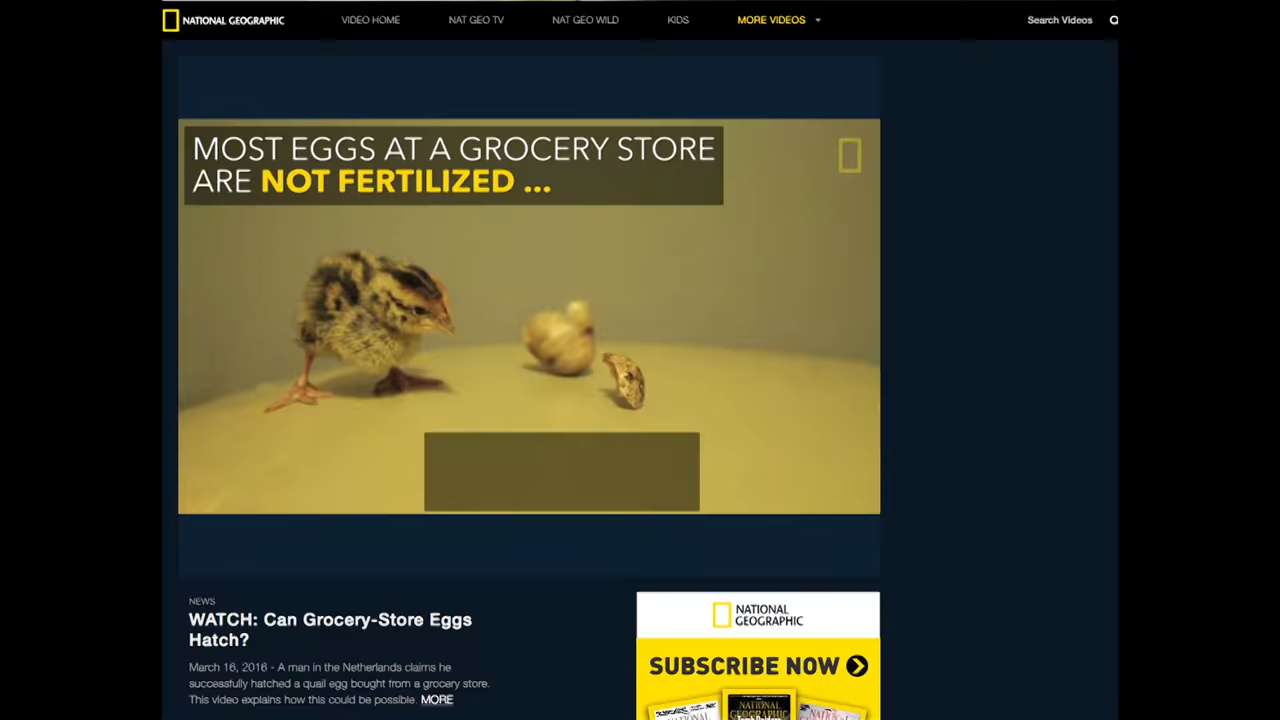 NATIONAL GEOGRAPHIC VIDEO HOME NAT GEO TV NAT GEO WILD KIDS MORE VIDEOS Search Videos
MOST EGGS AT A GROCERY STORE
ARE NOT FERTILIZED ...
NEWS
WATCH: Can Grocery-Store Eggs
Hatch?
March 16, 2016 - A man in the Netherlands claims he
successfully hatched a quail egg bought from a grocery store.
This video explains how this could be possible. MORE
NATIONAL
GEOGRAPHIC
SUBSCRIBE NOW
NATIONAL
GEOGRAPHIC